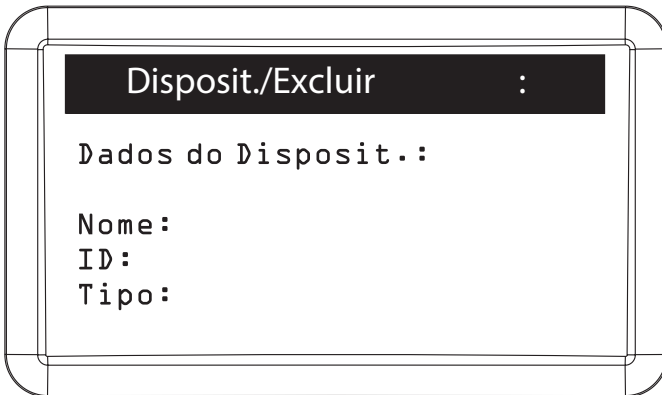 Disposit./Excluir :
Dados do Disposit.:
Nome:
ID:
Tipo: